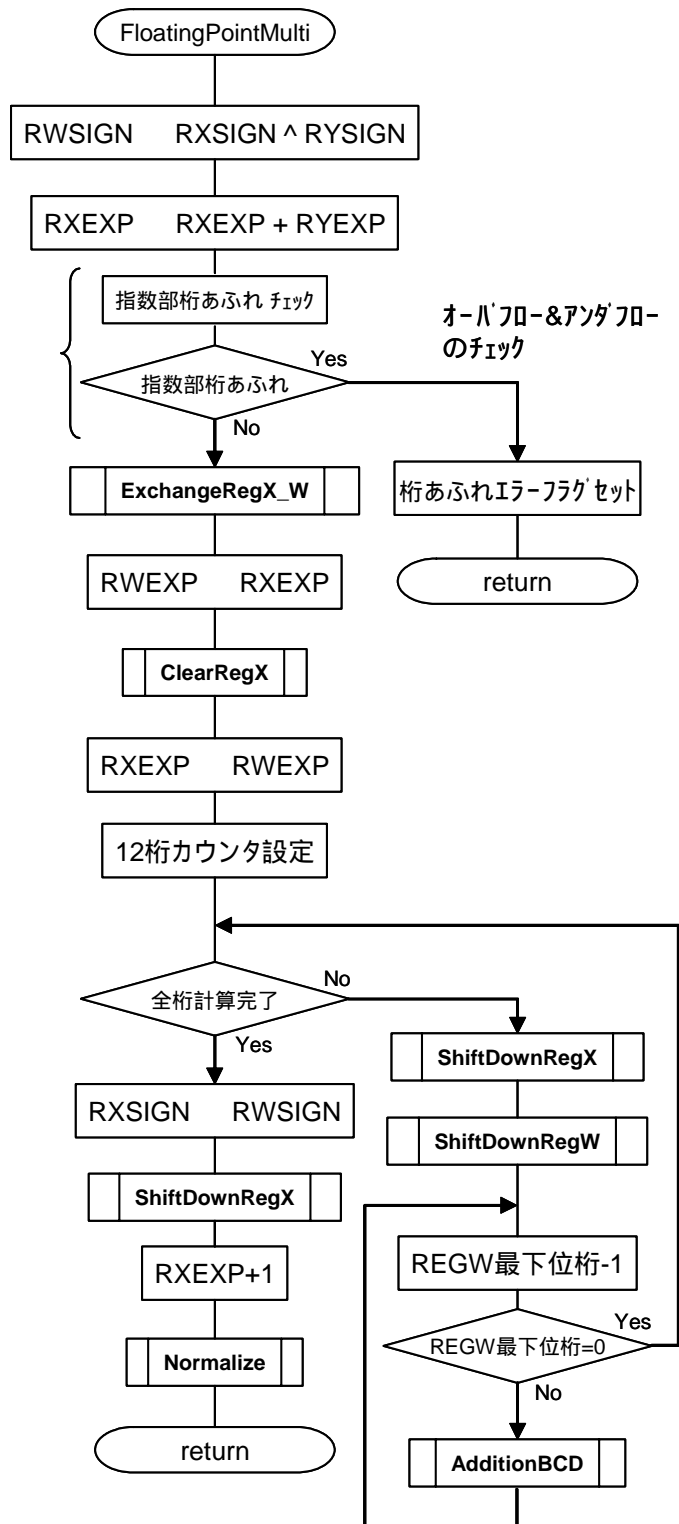 FloatingPointMulti
RWSIGN RXSIGN ^ RYSIGN
RXEXP RXEXP + RYEXP
指数部桁あふれ ﾁｪｯｸ
ｵｰﾊﾞﾌﾛｰ&ｱﾝﾀﾞﾌﾛｰ
のﾁｪｯｸ
指数部桁あふれ
Yes
No
ExchangeRegX_W
桁あふれｴﾗｰﾌﾗｸﾞｾｯﾄ
RWEXP RXEXP
return
ClearRegX
RXEXP RWEXP
12桁カウンタ設定
全桁計算完了
No
Yes
ShiftDownRegX
RXSIGN RWSIGN
ShiftDownRegW
ShiftDownRegX
RXEXP+1
REGW最下位桁-1
REGW最下位桁=0
Yes
No
Normalize
return
AdditionBCD